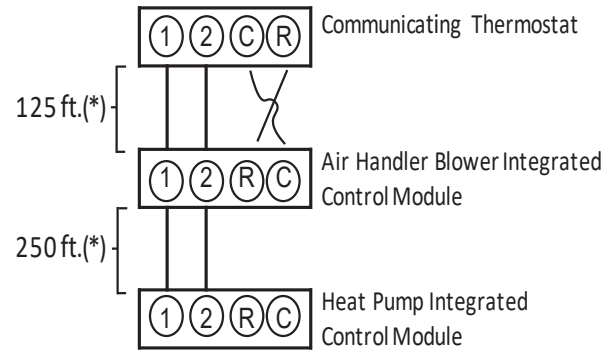 1 2 C R
Communicating Thermostat
125 ft.(*)
1 2 R C
Air Handler Blower Integrated
Control Module
250 ft.(*)
1 2 R C
Heat Pump Integrated
Control Module